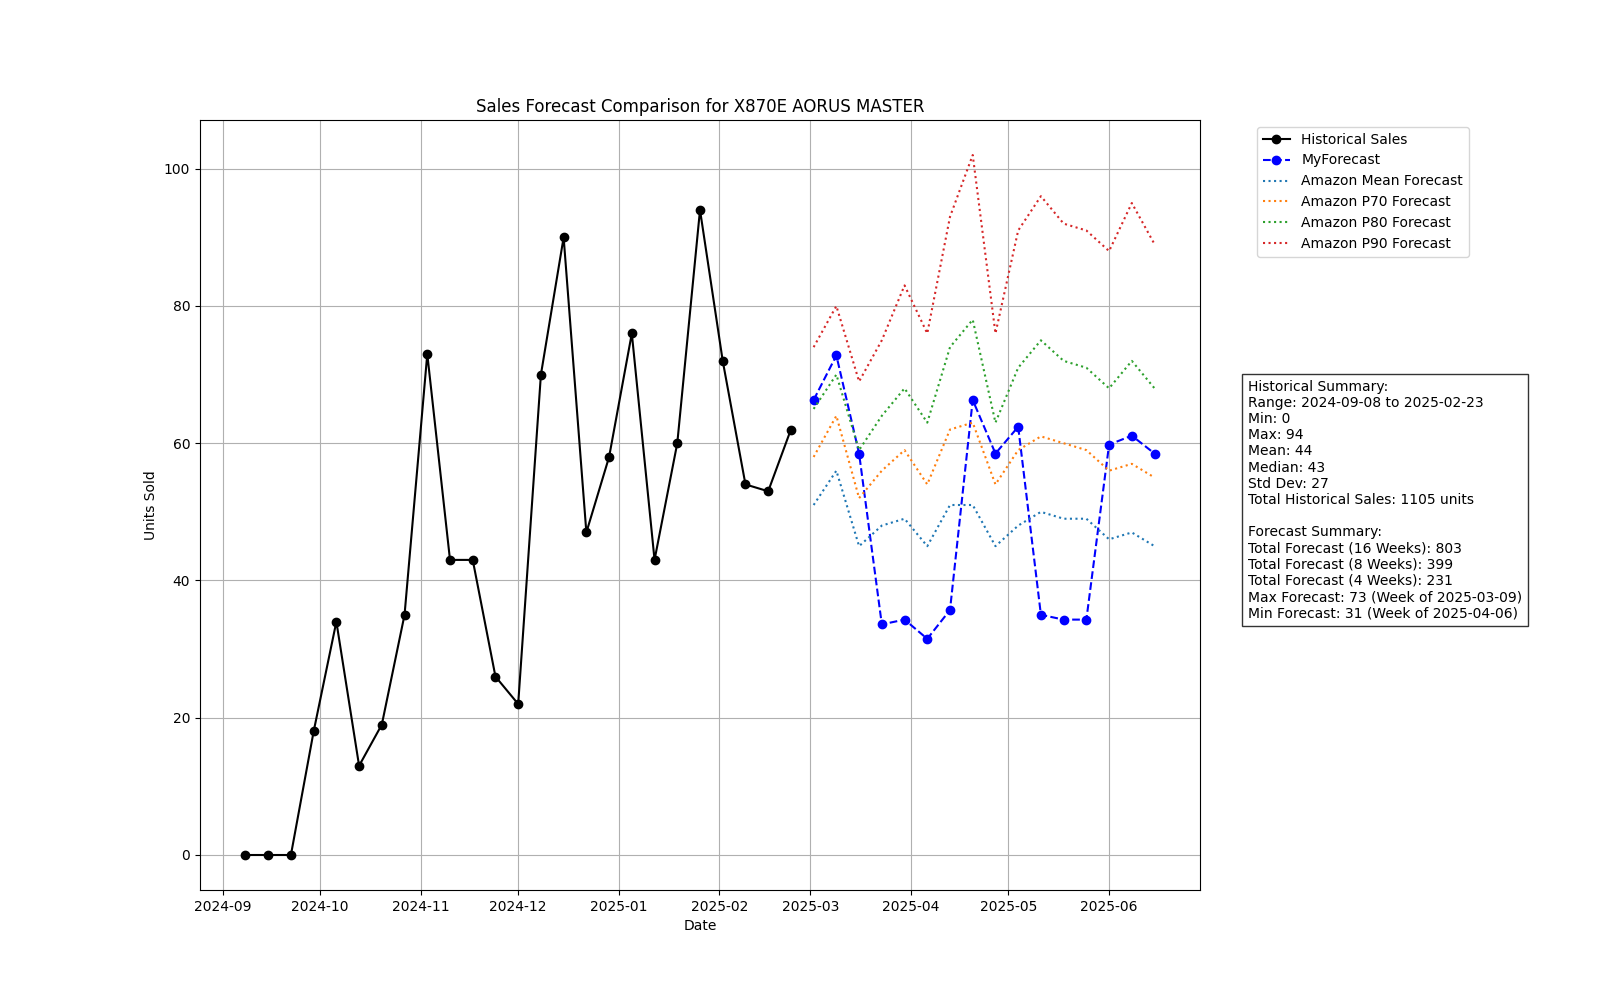 Sales Forecast Comparison for X870E AORUS MASTER
Units Sold
100
80
60
40
20
0
2024-09
2024-10
2024-11
2024-12
2025-01
2025-02
2025-03
2025-04
2025-05
2025-06
Date
Historical Sales
MyForecast
Amazon Mean Forecast
Amazon P70 Forecast
Amazon P80 Forecast
Amazon P90 Forecast
Historical Summary:
Range: 2024-09-08 to 2025-02-23
Min: 0
Max: 94
Mean: 44
Median: 43
Std Dev: 27
Total Historical Sales: 1105 units
Forecast Summary:
Total Forecast (16 Weeks): 803
Total Forecast (8 Weeks): 399
Total Forecast (4 Weeks): 231
Max Forecast: 73 (Week of 2025-03-09)
Min Forecast: 31 (Week of 2025-04-06)